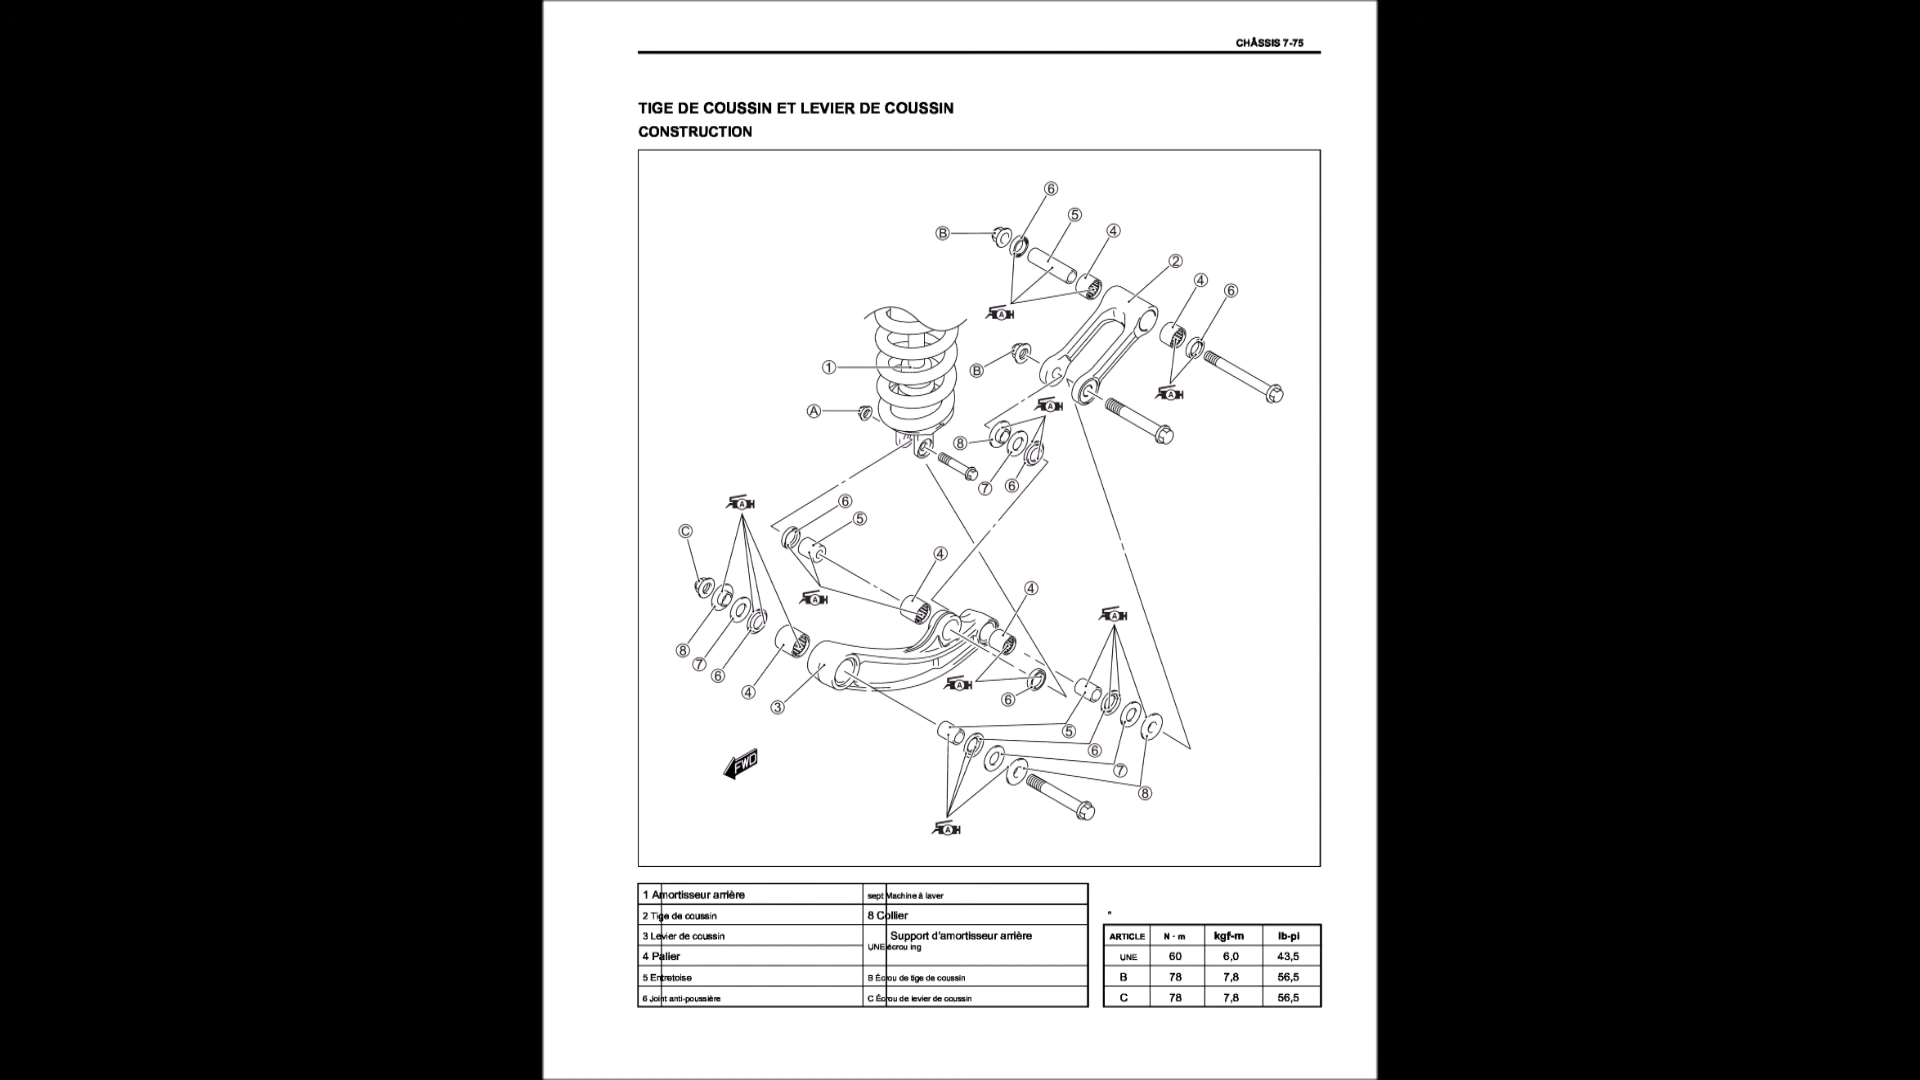 CHÂSSIS 7-75
TIGE DE COUSSIN ET LEVIER DE COUSSIN
CONSTRUCTION
6
5
B
4
2
4
6
A
B
1
A
A
A
8
7
6
A
6
5
C
4
4
A
A
8
7
6
4
A
6
3
5
6
7
8
FWD
A
1 Amortisseur arrière
2 Tige de coussin
3 Levier de coussin
4 Palier
5 Entretoise
6 Joint anti-poussière
sept Machine à laver
8 Collier
Support d'amortisseur arrière
UNE écrou ing
B Écrou de tige de coussin
C Écrou de levier de coussin
"
ARTICLE N · m kgf-m lb-pi
UNE 60 6,0 43,5
B 78 7,8 56,5
C 78 7,8 56,5